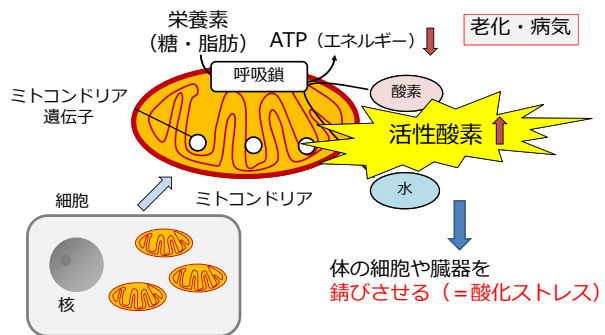 栄養素
（糖・脂肪）
ATP（エネルギー）
老化・病気
呼吸鎖
酸素
ミトコンドリア
遺伝子
活性酸素
水
細胞
ミトコンドリア
核
体の細胞や臓器を
錆びさせる（＝酸化ストレス）